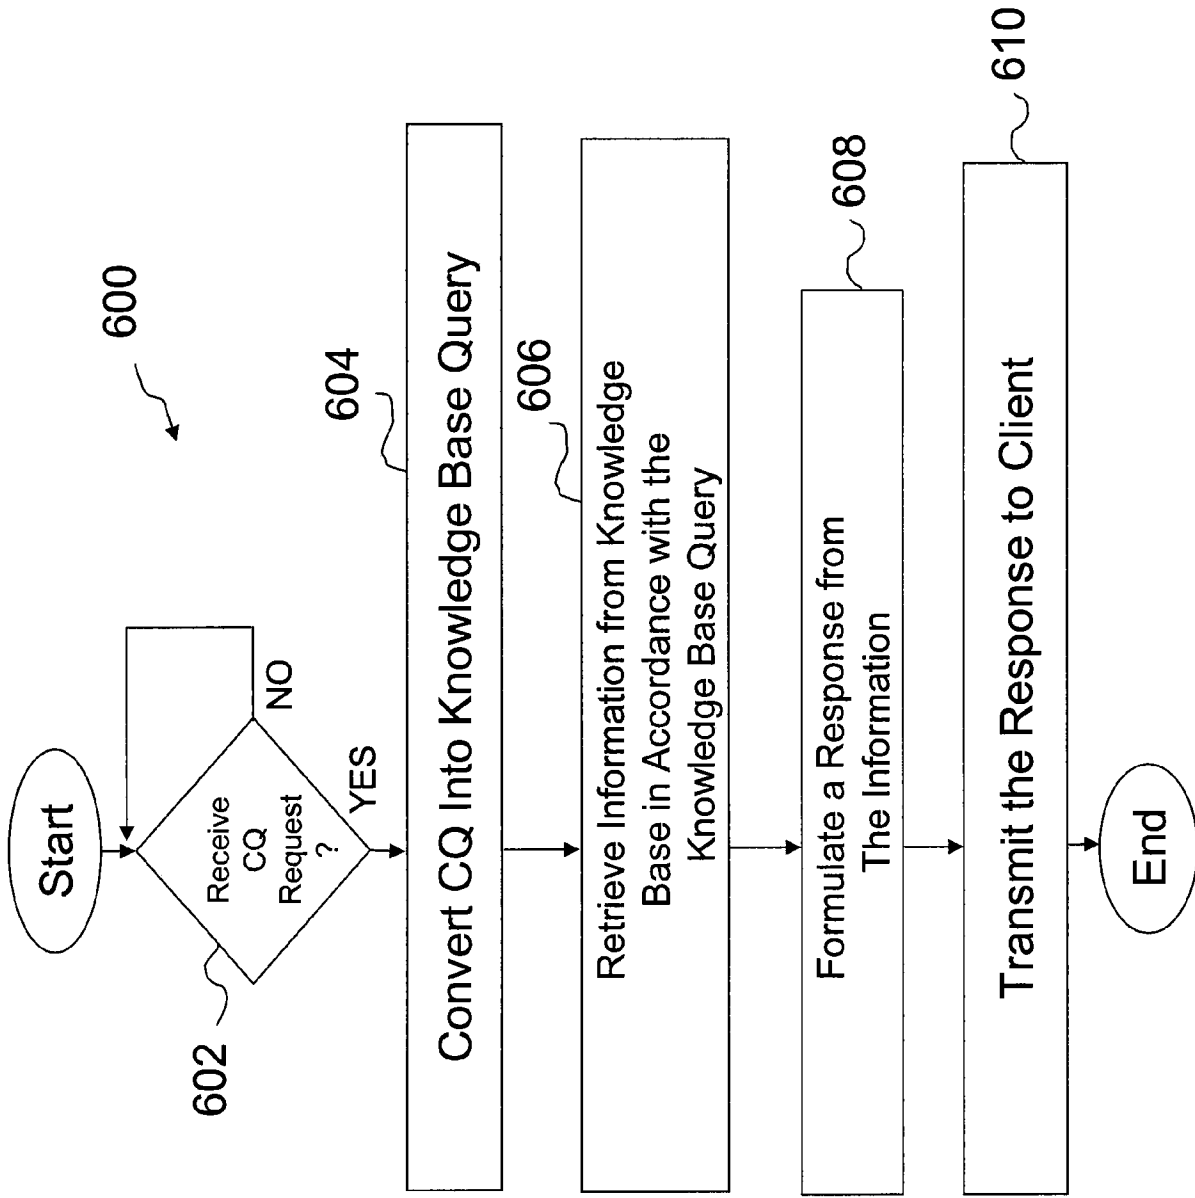 600
Start
602
Receive
CQ
Request
?
NO
YES
604
Convert CQ Into Knowledge Base Query
606
Retrieve Information from Knowledge
Base in Accordance with the
Knowledge Base Query
608
Formulate a Response from
The Information
610
Transmit the Response to Client
End